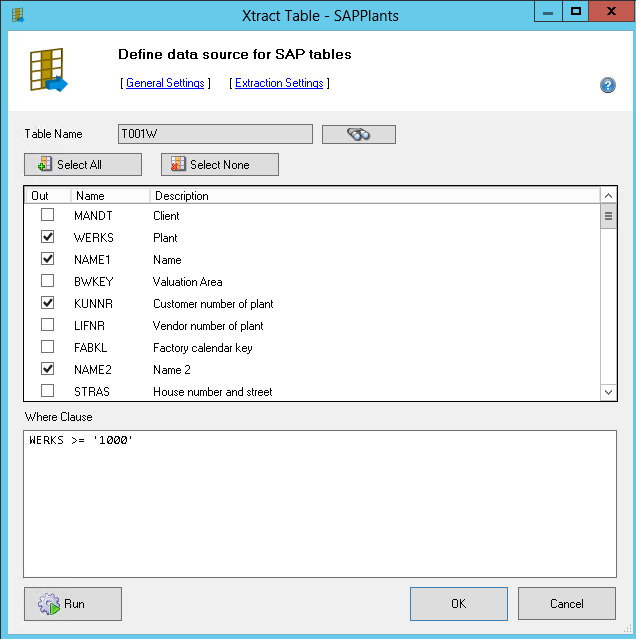 Xtract Table - SAPPlants
Define data source for SAP tables
[ General Settings ] [ Extraction Settings ]
Table Name T001W
Select All Select None
Out Name Description
MANDT Client
WERKS Plant
NAME1 Name
BWKEY Valuation Area
KUNNR Customer number of plant
LIFNR Vendor number of plant
FABKL Factory calendar key
NAME2 Name 2
STRAS House number and street
Where Clause
WERKS >= '1000'
Run OK Cancel